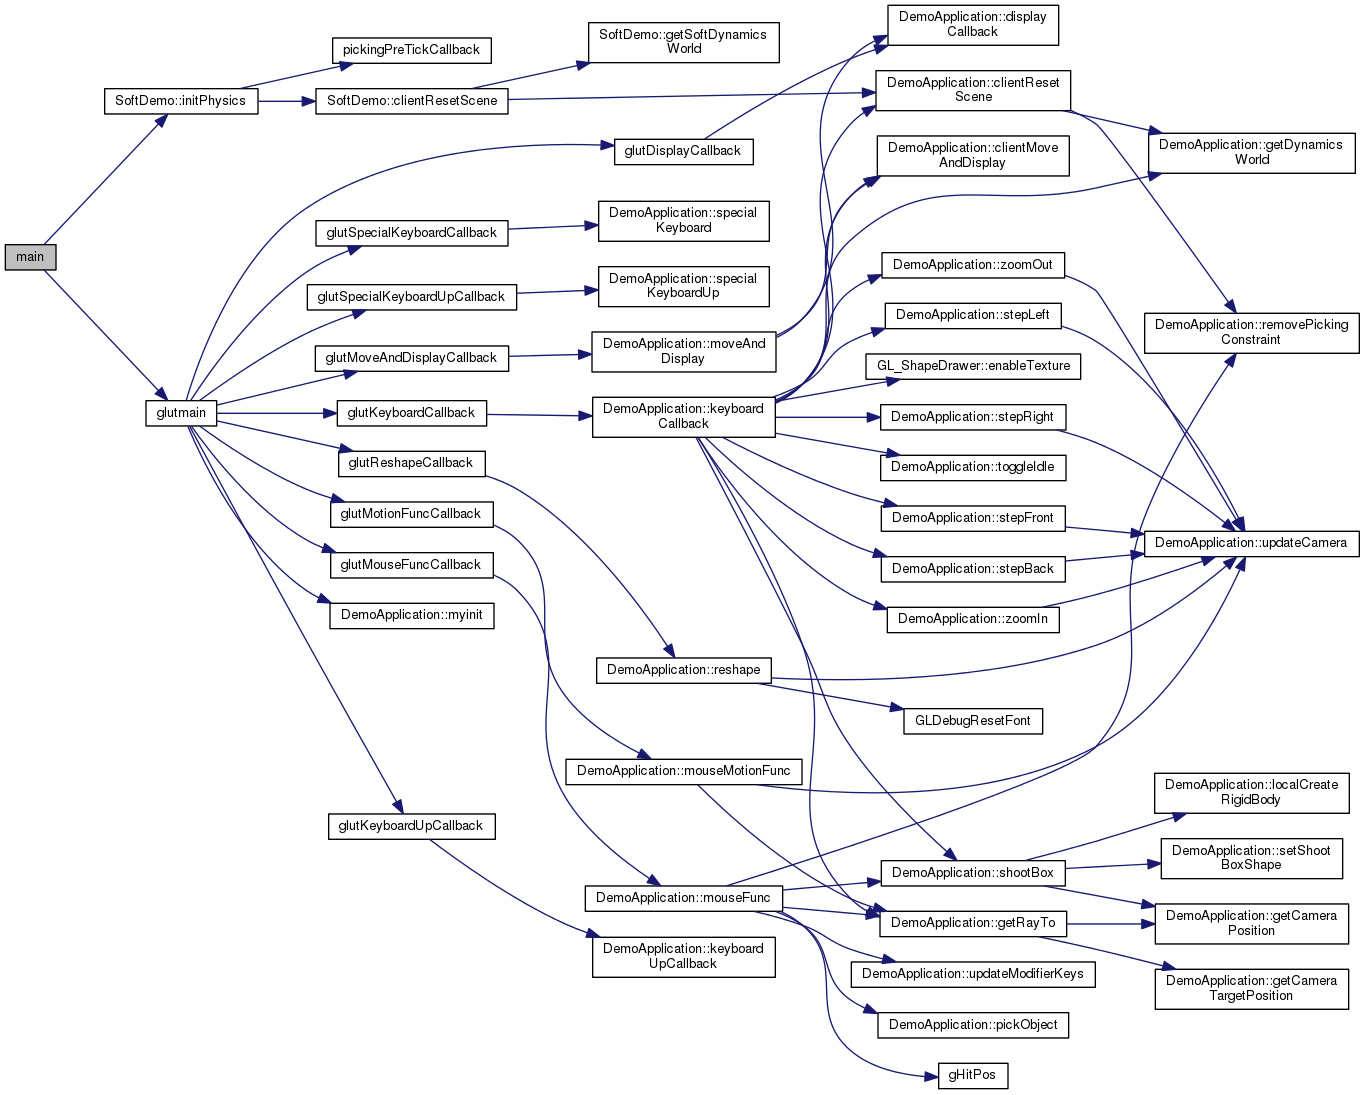 main
SoftDemo::initPhysics
glutmain
pickingPreTickCallback
SoftDemo::clientResetScene
glutSpecialKeyboardCallback
glutSpecialKeyboardUpCallback
glutMoveAndDisplayCallback
glutKeyboardCallback
glutReshapeCallback
glutMotionFuncCallback
glutMouseFuncCallback
DemoApplication::myinit
glutKeyboardUpCallback
SoftDemo::getSoftDynamics
World
glutDisplayCallback
DemoApplication::special
Keyboard
DemoApplication::special
KeyboardUp
DemoApplication::moveAnd
Display
DemoApplication::keyboard
Callback
DemoApplication::reshape
DemoApplication::mouseMotionFunc
DemoApplication::mouseFunc
DemoApplication::keyboard
UpCallback
DemoApplication::display
Callback
DemoApplication::clientReset
Scene
DemoApplication::clientMove
AndDisplay
DemoApplication::zoomOut
DemoApplication::stepLeft
GL_ShapeDrawer::enableTexture
DemoApplication::stepRight
DemoApplication::toggleIdle
DemoApplication::stepFront
DemoApplication::stepBack
DemoApplication::zoomIn
GLDebugResetFont
DemoApplication::shootBox
DemoApplication::getRayTo
DemoApplication::updateModifierKeys
DemoApplication::pickObject
gHitPos
DemoApplication::getDynamics
World
DemoApplication::removePicking
Constraint
DemoApplication::updateCamera
DemoApplication::localCreate
RigidBody
DemoApplication::setShoot
BoxShape
DemoApplication::getCamera
Position
DemoApplication::getCamera
TargetPosition